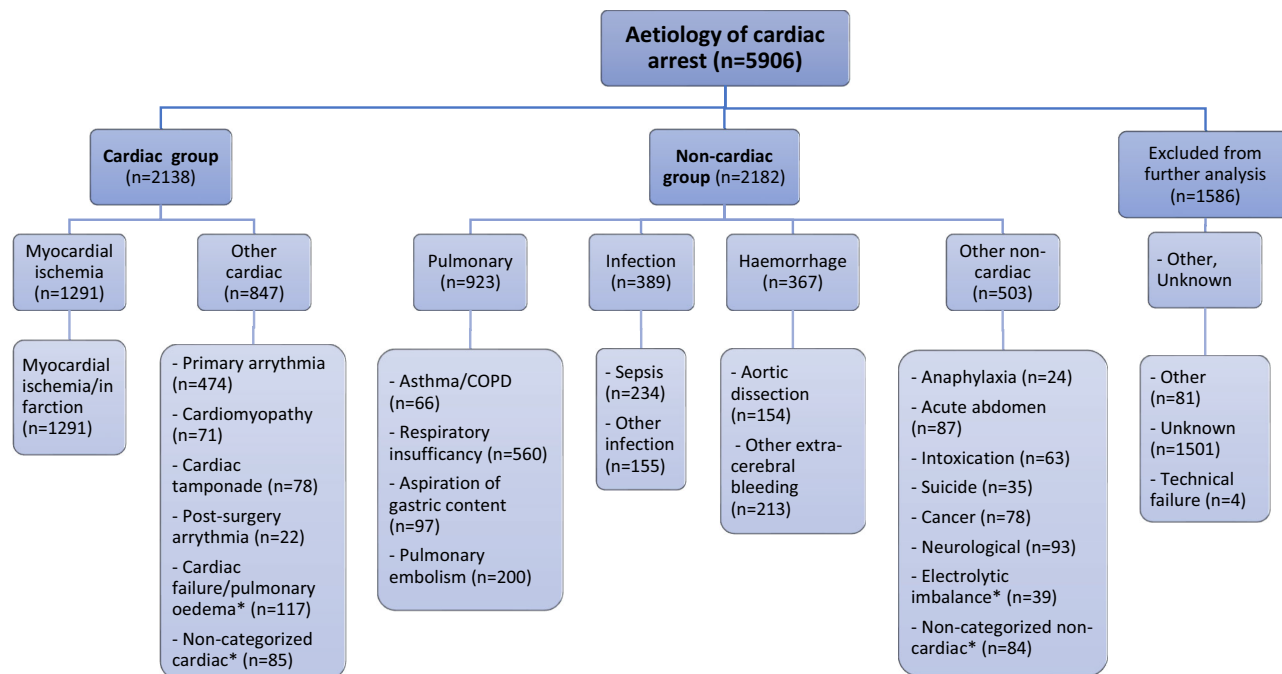 Aetiology of cardiac
arrest (n=5906)
Cardiac group
(n=2138)
Non-cardiac
group (n=2182)
Excluded from
further analysis
(n=1586)
Myocardial
ischemia
(n=1291)
Other
cardiac
(n=847)
Pulmonary
(n=923)
Infection
(n=389)
Haemorrhage
(n=367)
Other non-
cardiac
(n=503)
- Other,
Unknown
Myocardial
ischemia/in
farction
(n=1291)
- Primary arrythmia
(n=474)
- Cardiomyopathy
(n=71)
- Cardiac
tamponade (n=78)
- Post-surgery
arrythmia (n=22)
- Cardiac
failure/pulmonary
oedema* (n=117)
- Non-categorized
cardiac* (n=85)
- Asthma/COPD
(n=66)
- Respiratory
insufficancy (n=560)
- Aspiration of
gastric content
(n=97)
- Pulmonary
embolism (n=200)
- Sepsis
(n=234)
- Other
infection
(n=155)
- Aortic
dissection
(n=154)
- Other extra-
cerebral
bleeding
(n=213)
- Anaphylaxia (n=24)
- Acute abdomen
(n=87)
- Intoxication (n=63)
- Suicide (n=35)
- Cancer (n=78)
- Neurological (n=93)
- Electrolytic
imbalance* (n=39)
- Non-categorized non-
cardiac* (n=84)
- Other
(n=81)
- Unknown
(n=1501)
- Technical
failure (n=4)